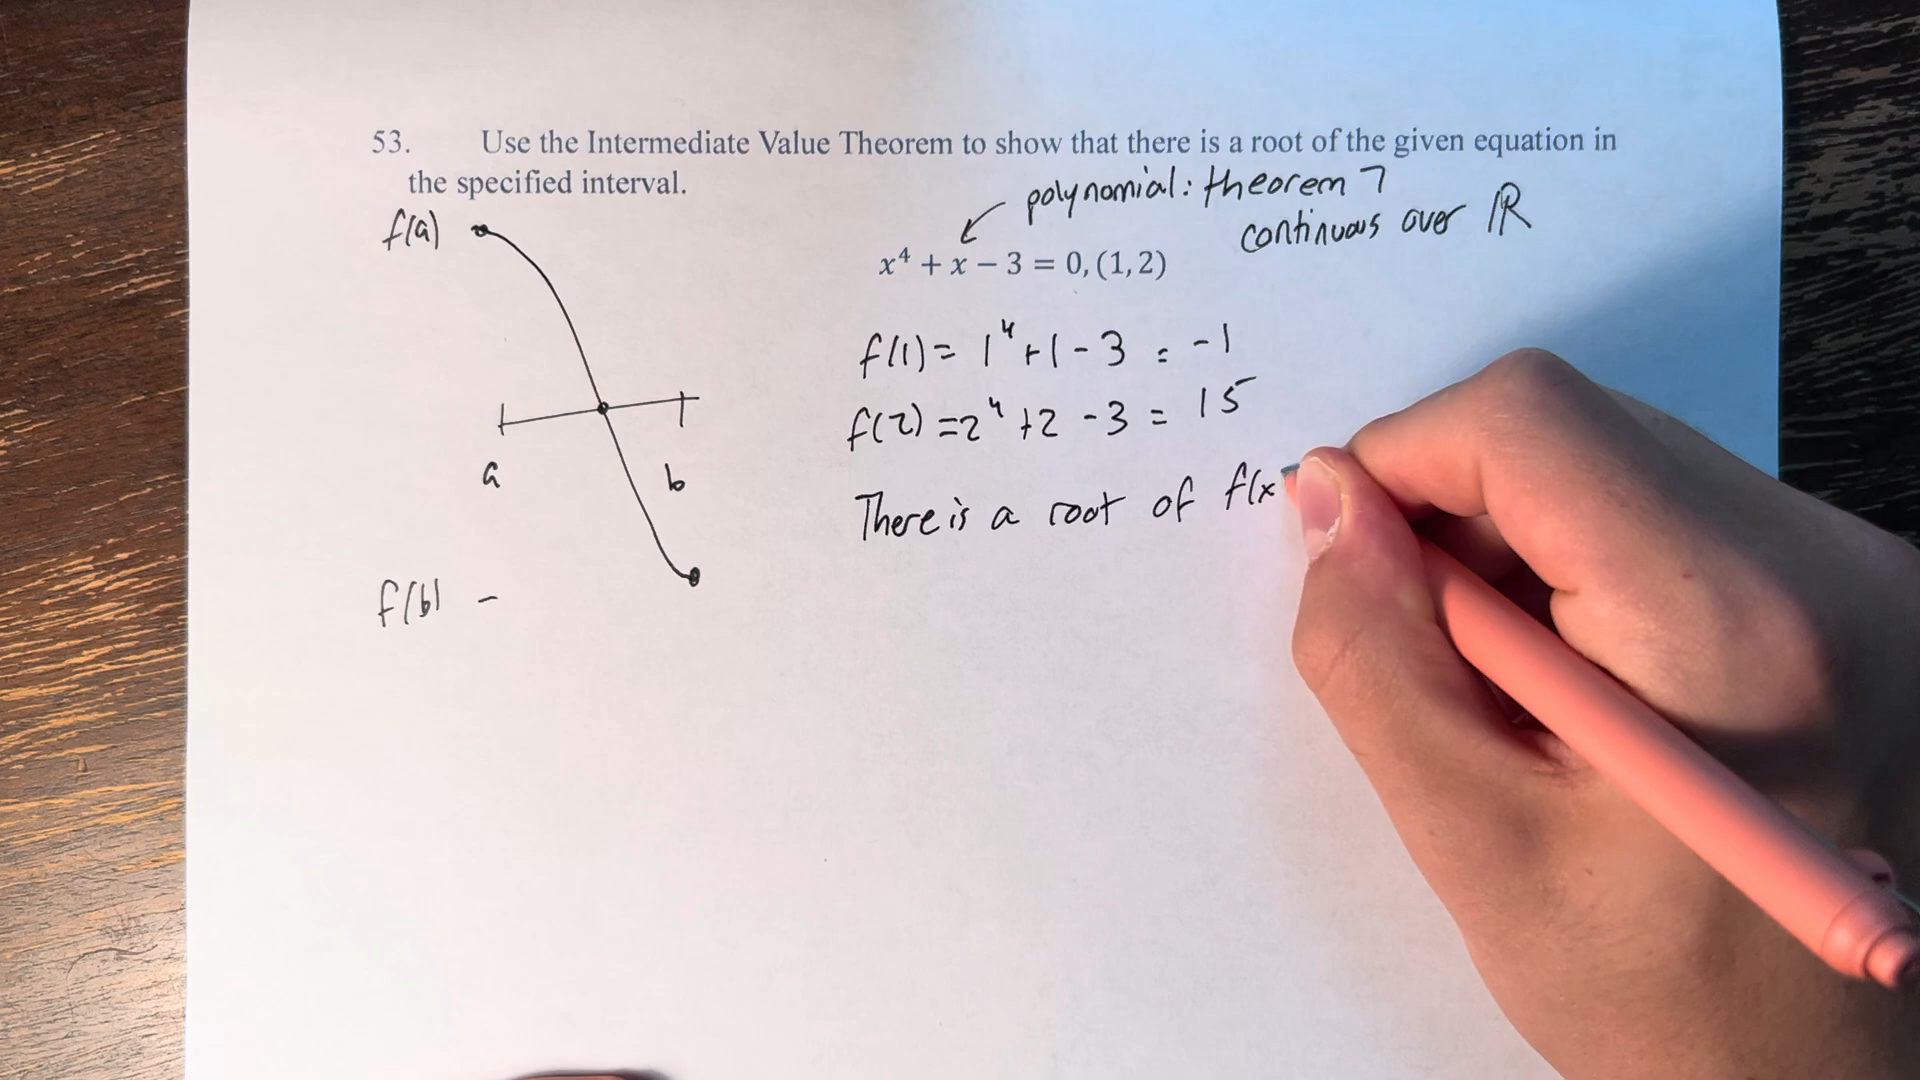 53. Use the Intermediate Value Theorem to show that there is a root of the given equation in
the specified interval.
polynomial: theorem 7
continuous over ℝ
x⁴ + x − 3 = 0, (1, 2)
f(a)
f(1) = 1⁴ + 1 - 3 = -1
f(2) = 2⁴ + 2 - 3 = 15
a b
There is a root of f(x
f(b) -